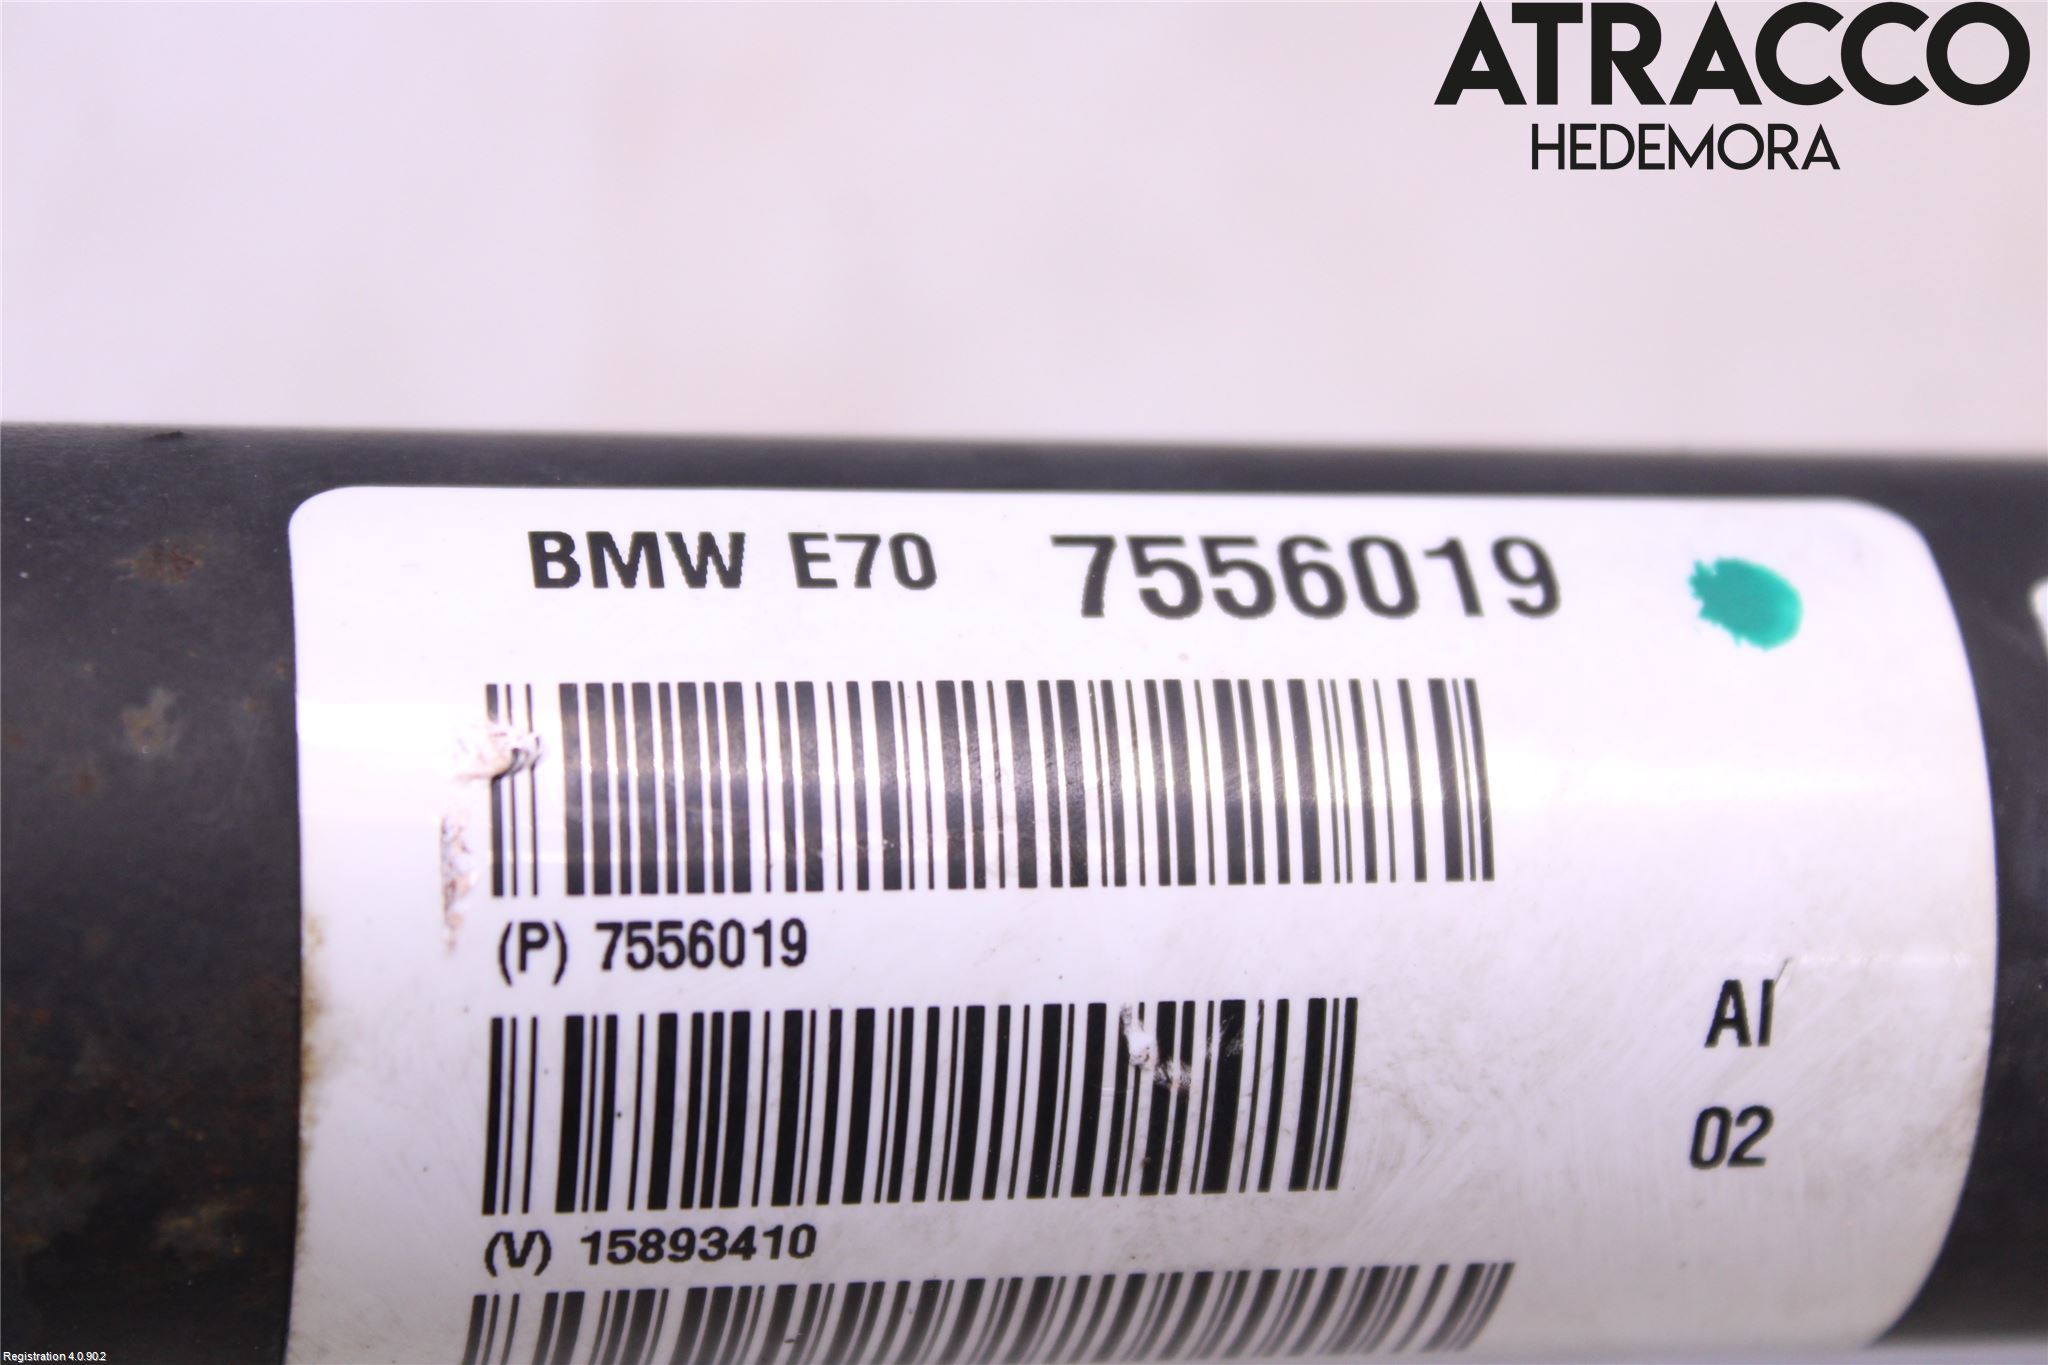 ATRACCO
HEDEMORA
BMW E70 7556019
(P) 7556019
AI
02
(V) 15893410
Registration 4.0.90.2